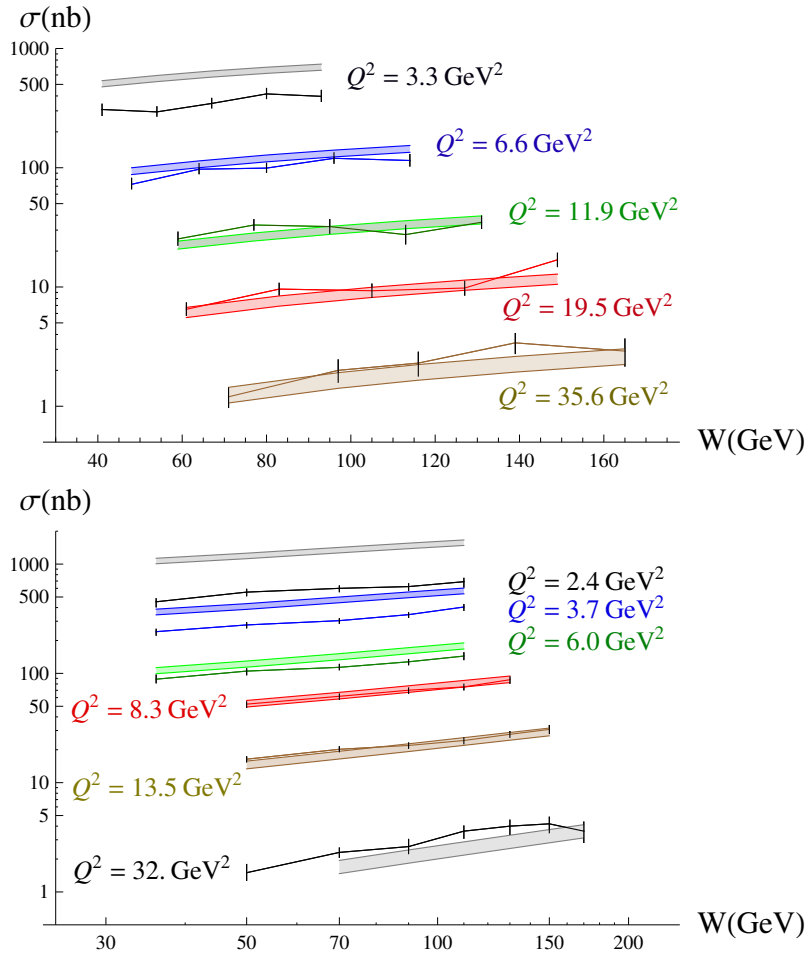 σ(nb)
1000
Q² = 3.3 GeV²
500
Q² = 6.6 GeV²
100
Q² = 11.9 GeV²
50
10
Q² = 19.5 GeV²
5
Q² = 35.6 GeV²
1
W(GeV)
40 60 80 100 120 140 160
σ(nb)
1000
Q² = 2.4 GeV²
500
Q² = 3.7 GeV²
Q² = 6.0 GeV²
100
50
Q² = 8.3 GeV²
Q² = 13.5 GeV²
10
5
Q² = 32. GeV²
1
W(GeV)
30 50 70 100 150 200